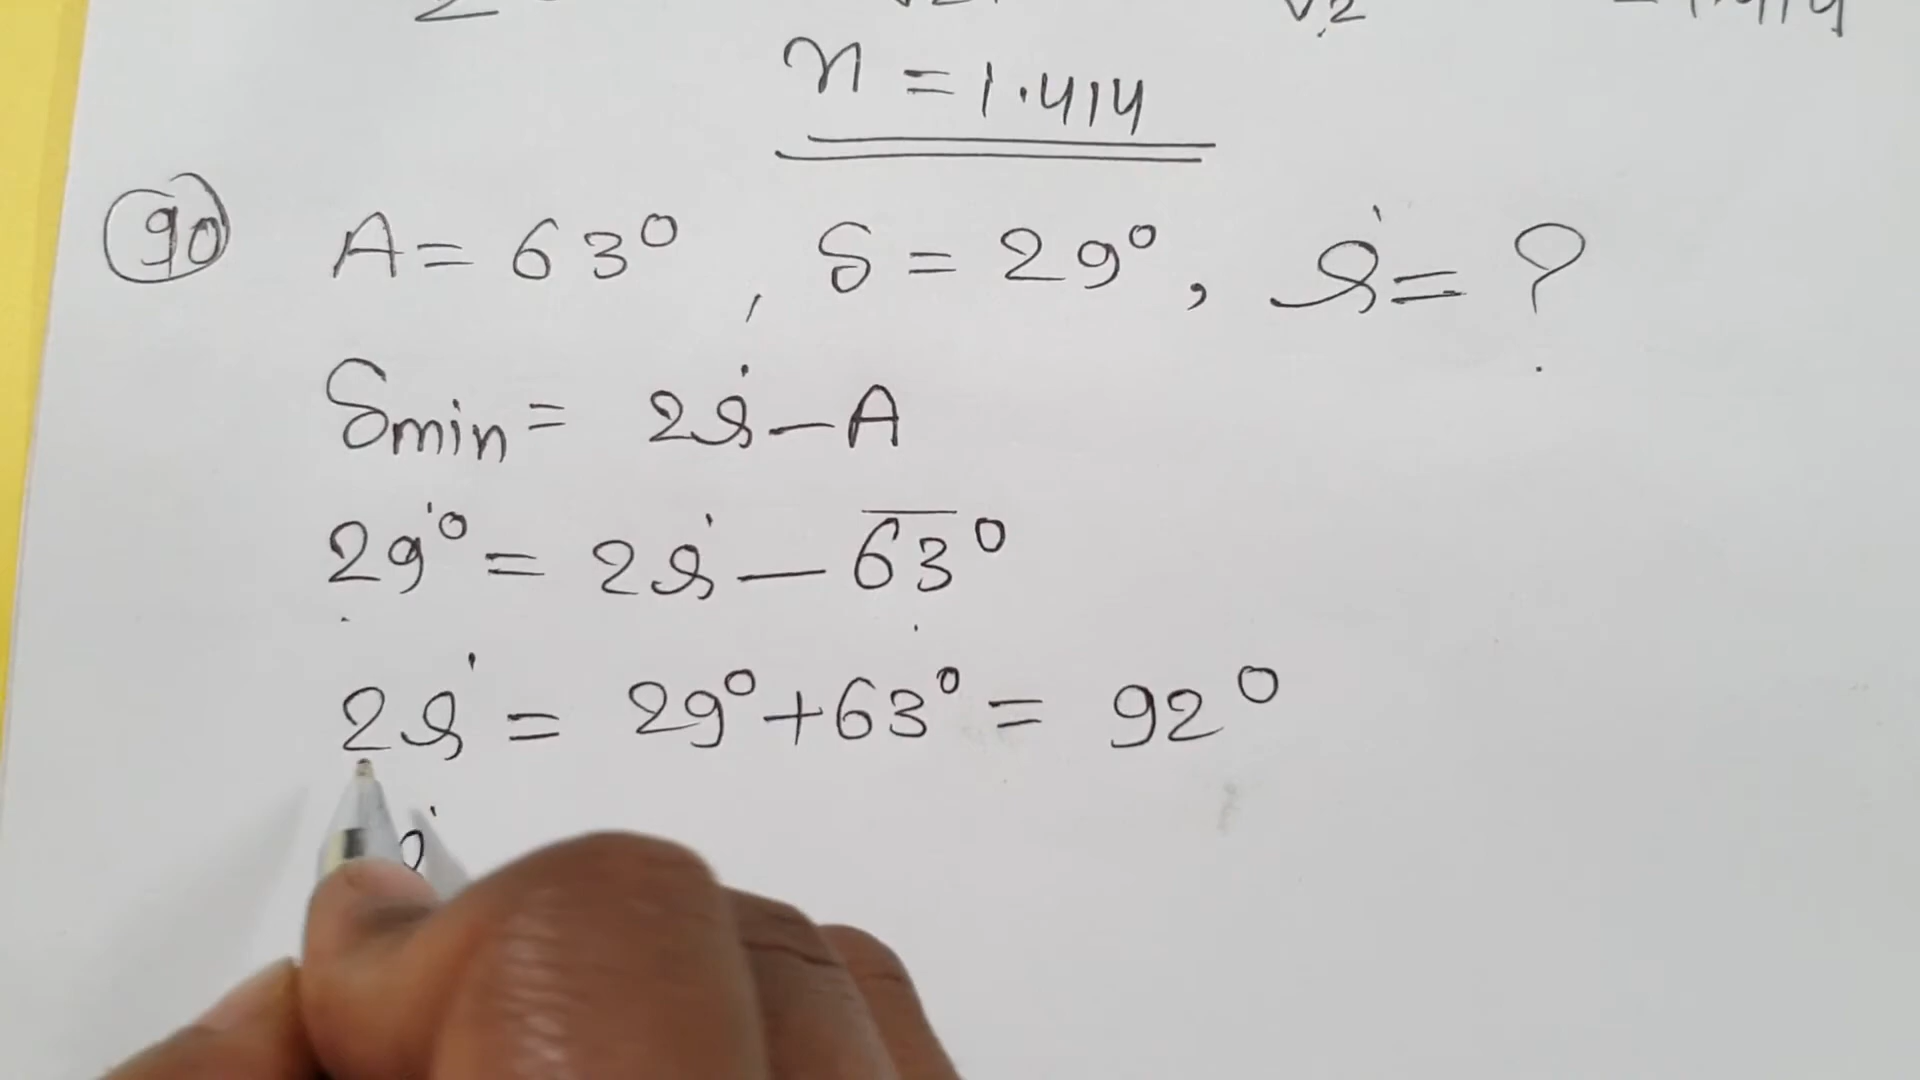 n = 1.414
90 A = 63°, δ = 29°, i = ?
δmin = 2i - A
29° = 2i - 63°
2i = 29° + 63° = 92°
i